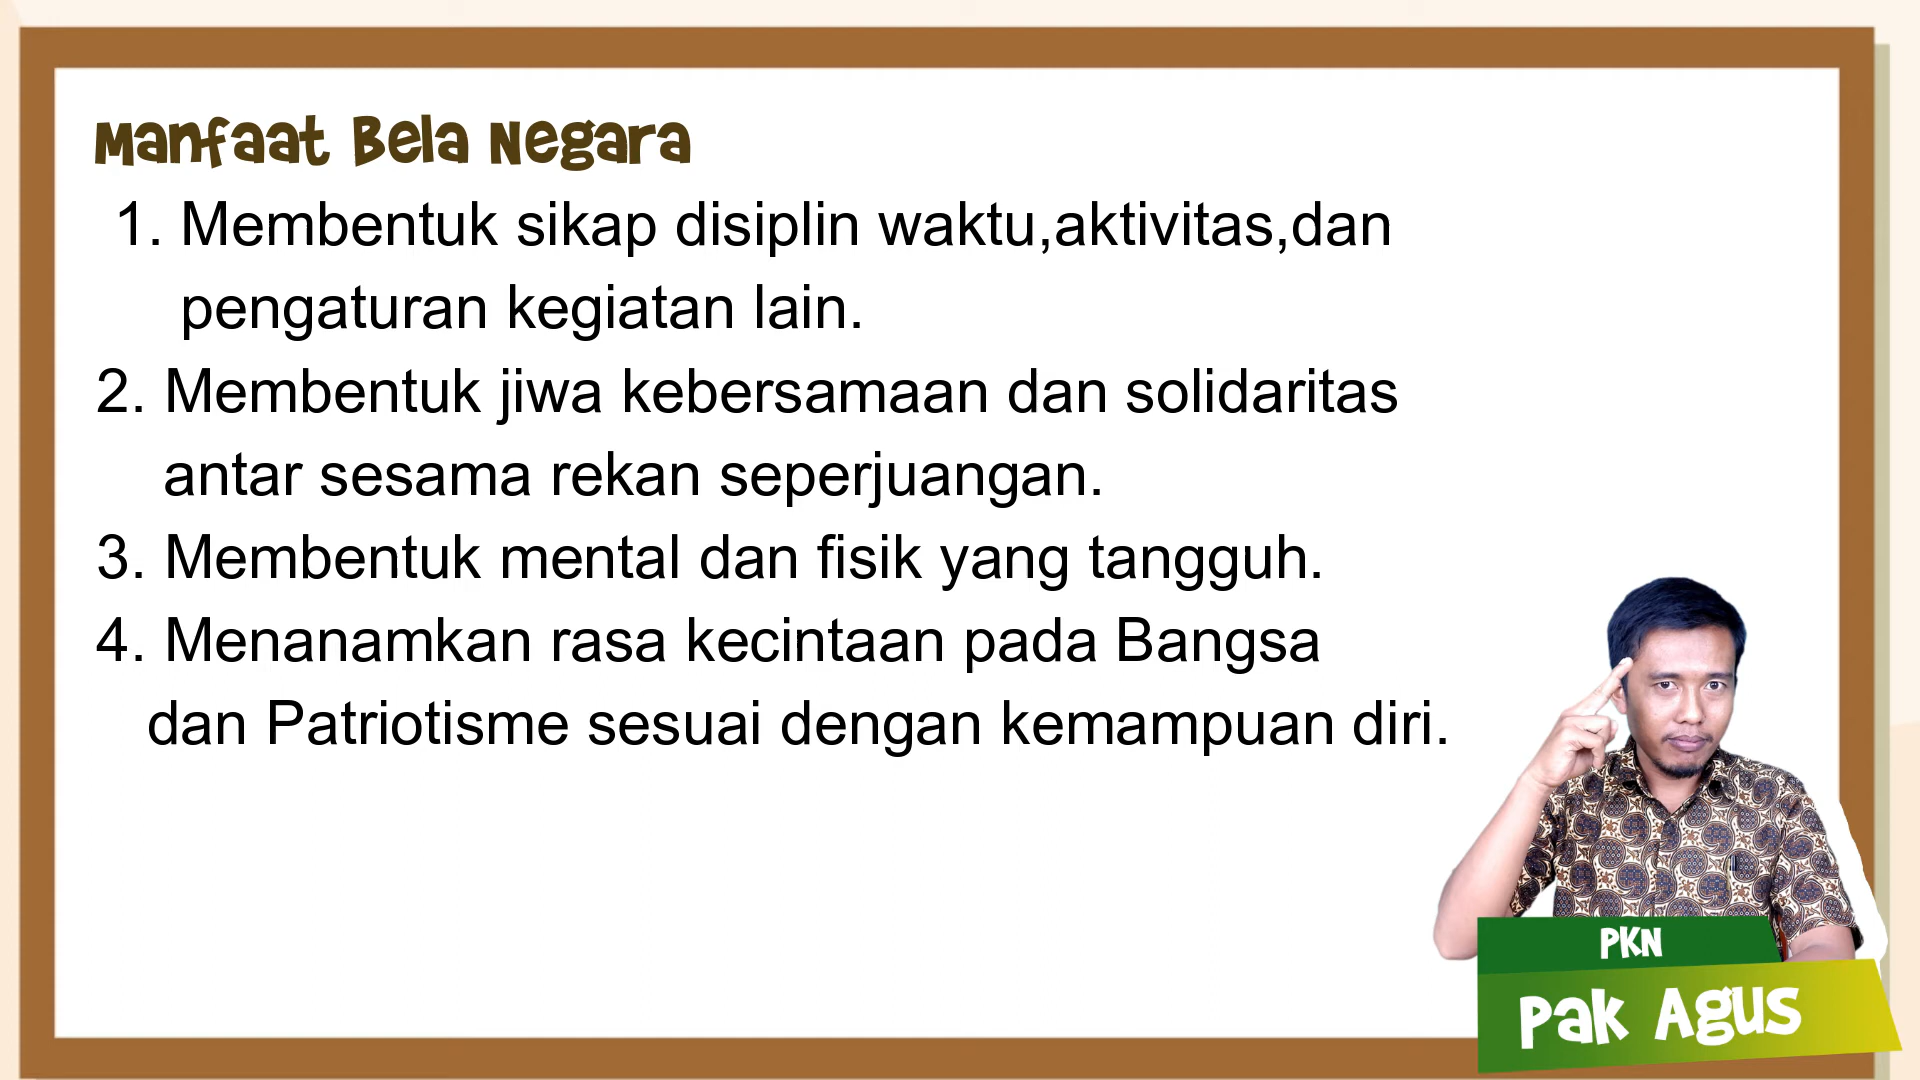 Manfaat Bela Negara
1. Membentuk sikap disiplin waktu,aktivitas,dan
pengaturan kegiatan lain.
2. Membentuk jiwa kebersamaan dan solidaritas
antar sesama rekan seperjuangan.
3. Membentuk mental dan fisik yang tangguh.
4. Menanamkan rasa kecintaan pada Bangsa
dan Patriotisme sesuai dengan kemampuan diri.
PKN
Pak Agus